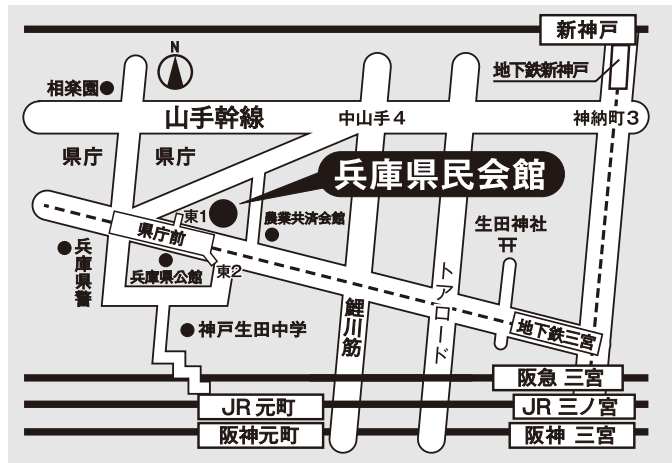 新神戸
N
地下鉄新神戸
相楽園
山手幹線
中山手4
神納町3
県庁
県庁
兵庫県民会館
東1
農業共済会館
生田神社
県庁前
兵庫県警
兵庫県公館
東2
トアロード
鯉川筋
地下鉄三宮
神戸生田中学
阪急 三宮
JR 元町
JR 三ノ宮
阪神元町
阪神 三宮